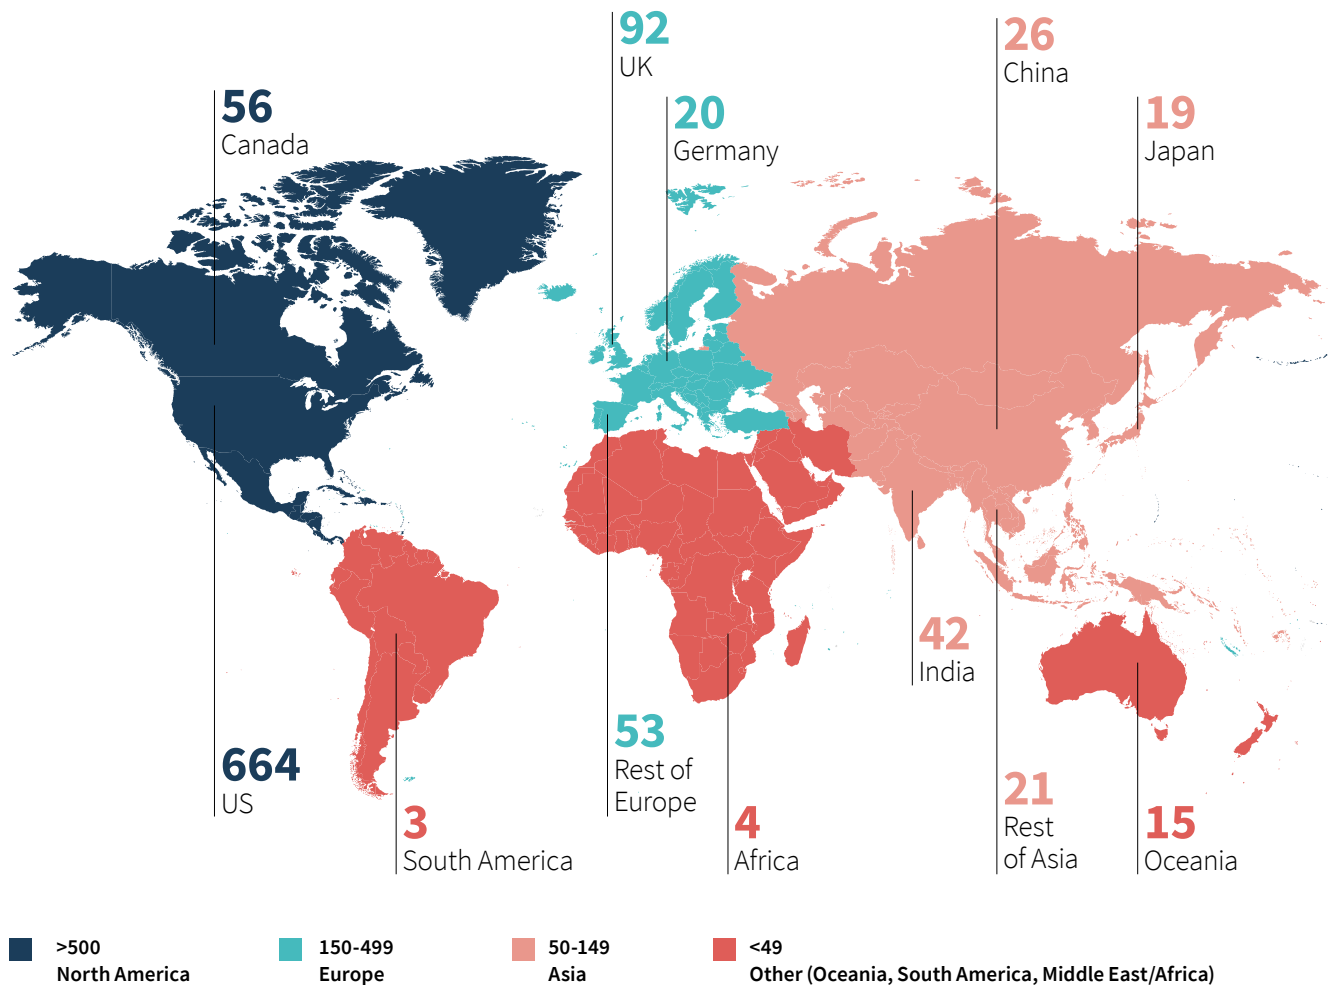 92
UK
26
China
56
Canada
20
Germany
19
Japan
42
India
53
Rest of
Europe
664
US
21
Rest
of Asia
3
South America
4
Africa
15
Oceania
>500
North America
150-499
Europe
50-149
Asia
<49
Other (Oceania, South America, Middle East/Africa)